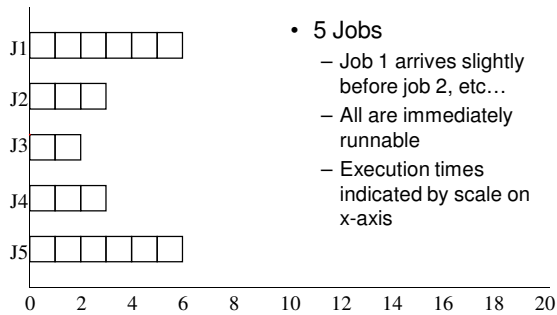 J1
J2
J3
J4
J5
0 2 4 6 8 10 12 14 16 18 20
• 5 Jobs
– Job 1 arrives slightly
before job 2, etc…
– All are immediately
runnable
– Execution times
indicated by scale on
x-axis